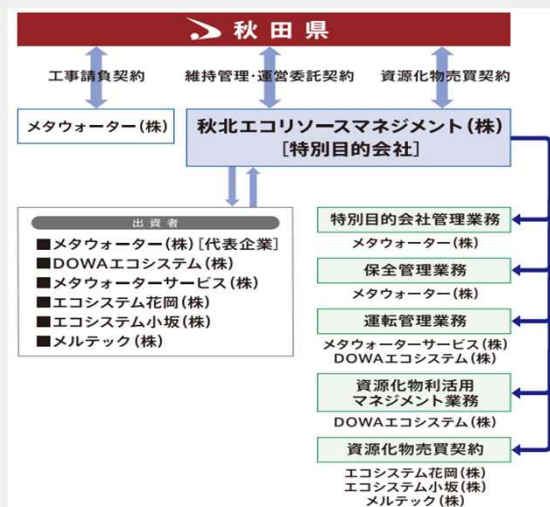 秋田県
工事請負契約
維持管理・運営委託契約
資源化物売買契約
メタウォーター(株)
秋北エコリソースマネジメント(株)
[特別目的会社]
出資者
■メタウォーター(株)[代表企業]
■DOWAエコシステム(株)
■メタウォーターサービス(株)
■エコシステム花岡(株)
■エコシステム小坂(株)
■メルテック(株)
特別目的会社管理業務
メタウォーター(株)
保全管理業務
メタウォーター(株)
運転管理業務
メタウォーターサービス(株)
DOWAエコシステム(株)
資源化物利活用
マネジメント業務
DOWAエコシステム(株)
資源化物売買契約
エコシステム花岡(株)
エコシステム小坂(株)
メルテック(株)